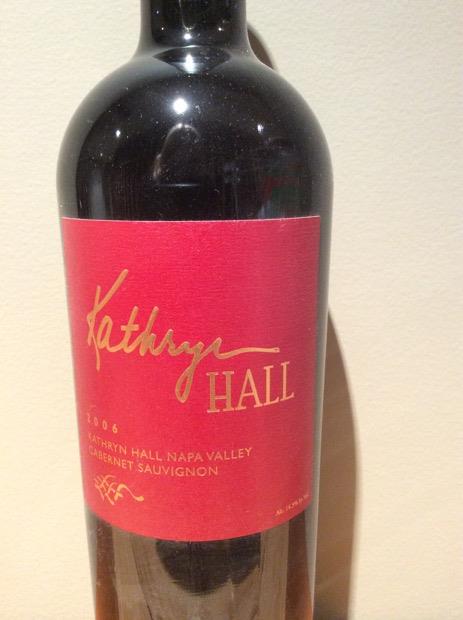 Kathryn
HALL
2006
KATHRYN HALL NAPA VALLEY
CABERNET SAUVIGNON